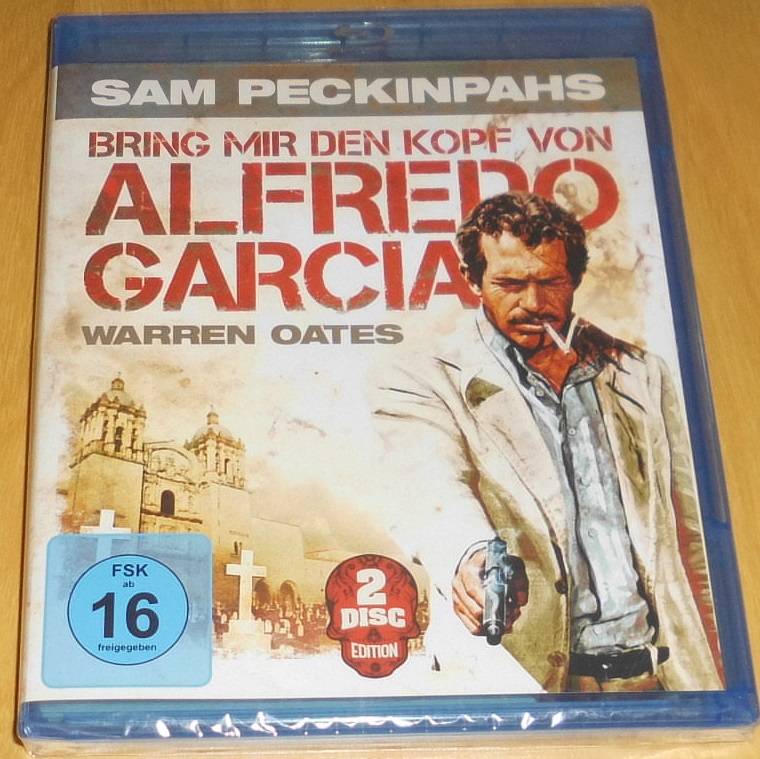 SAM PECKINPAHS
BRING MIR DEN KOPF VON
ALFREDO
GARCIA
WARREN OATES
FSK
ab
16
freigegeben
2
DISC
EDITION